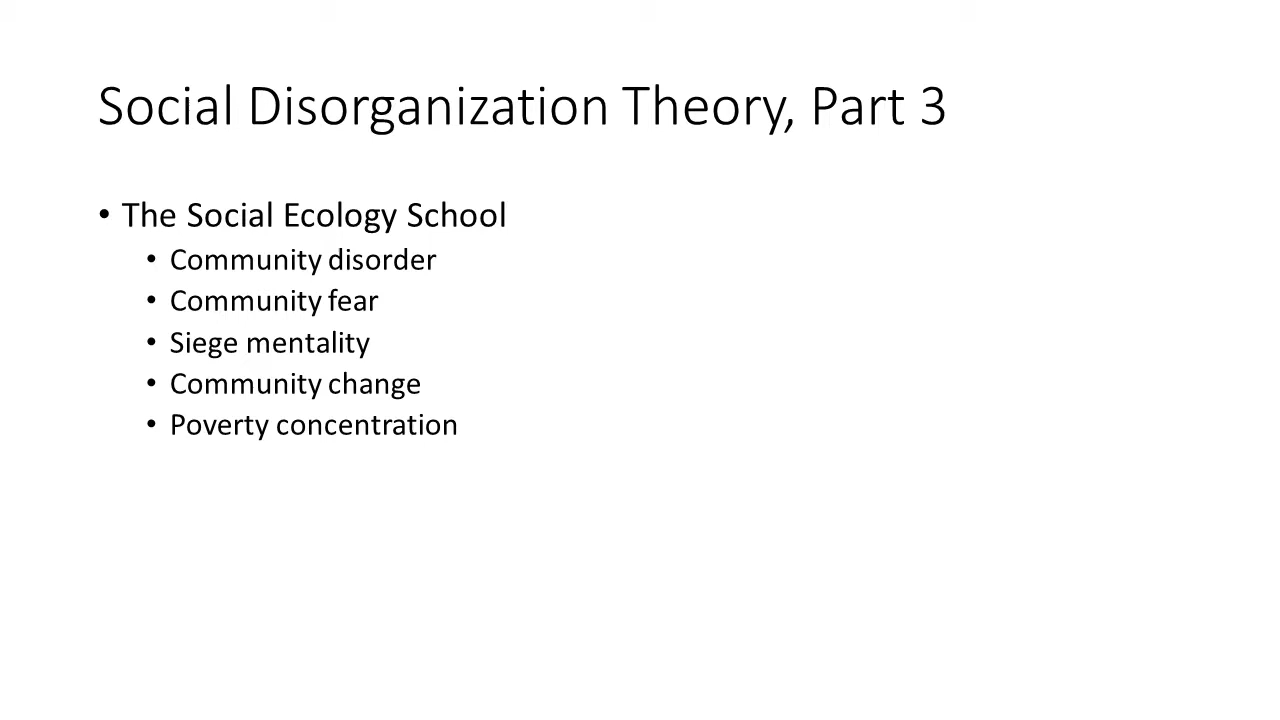 Social Disorganization Theory, Part 3
• The Social Ecology School
• Community disorder
• Community fear
• Siege mentality
• Community change
• Poverty concentration